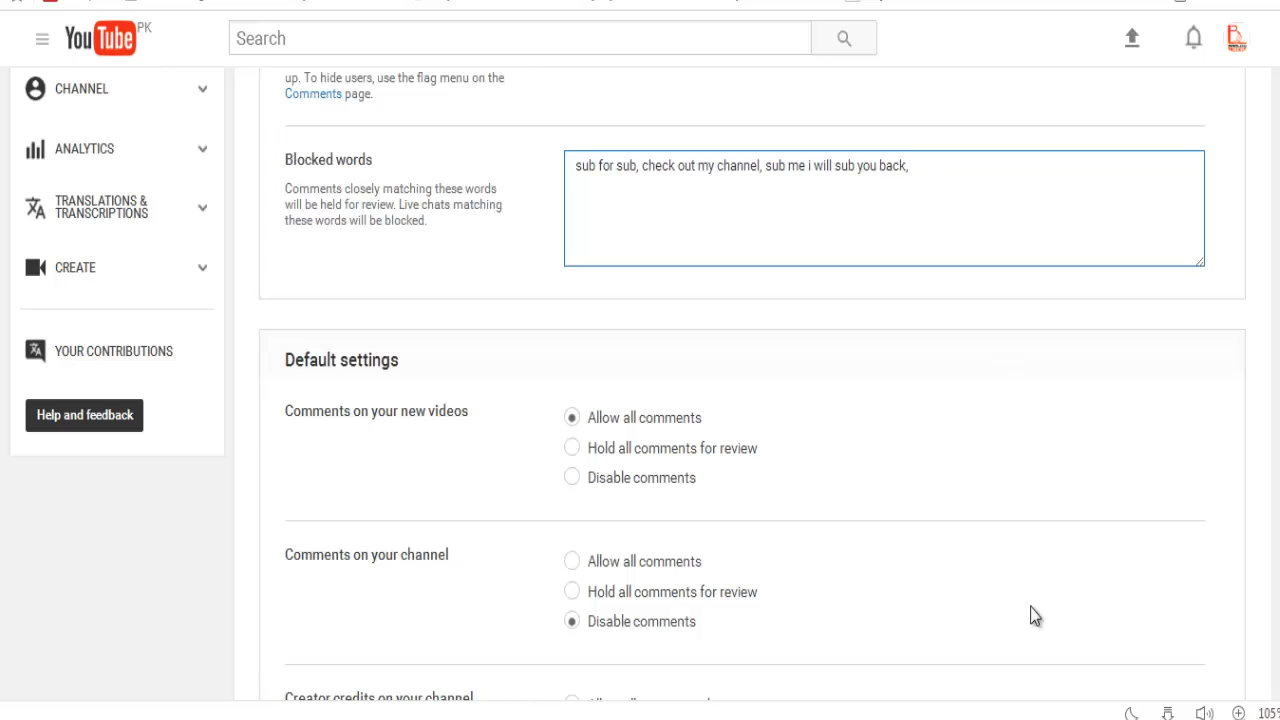 YouTube PK
Search
CHANNEL
ANALYTICS
TRANSLATIONS &
TRANSCRIPTIONS
CREATE
YOUR CONTRIBUTIONS
Help and feedback
up. To hide users, use the flag menu on the
Comments page.
Blocked words
Comments closely matching these words
will be held for review. Live chats matching
these words will be blocked.
sub for sub, check out my channel, sub me i will sub you back,
Default settings
Comments on your new videos
Allow all comments
Hold all comments for review
Disable comments
Comments on your channel
Allow all comments
Hold all comments for review
Disable comments
Creator credits on your channel
105%